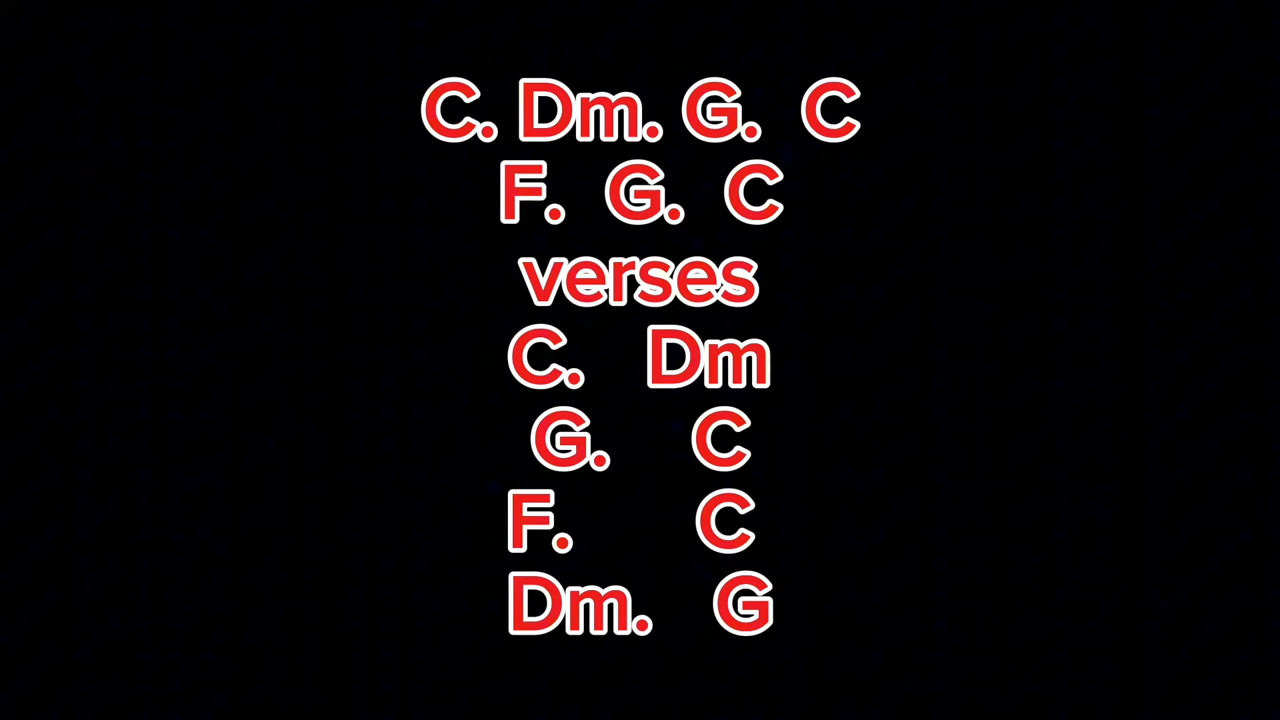 C. Dm. G. C
F. G. C
verses
C. Dm
G. C
F. C
Dm. G